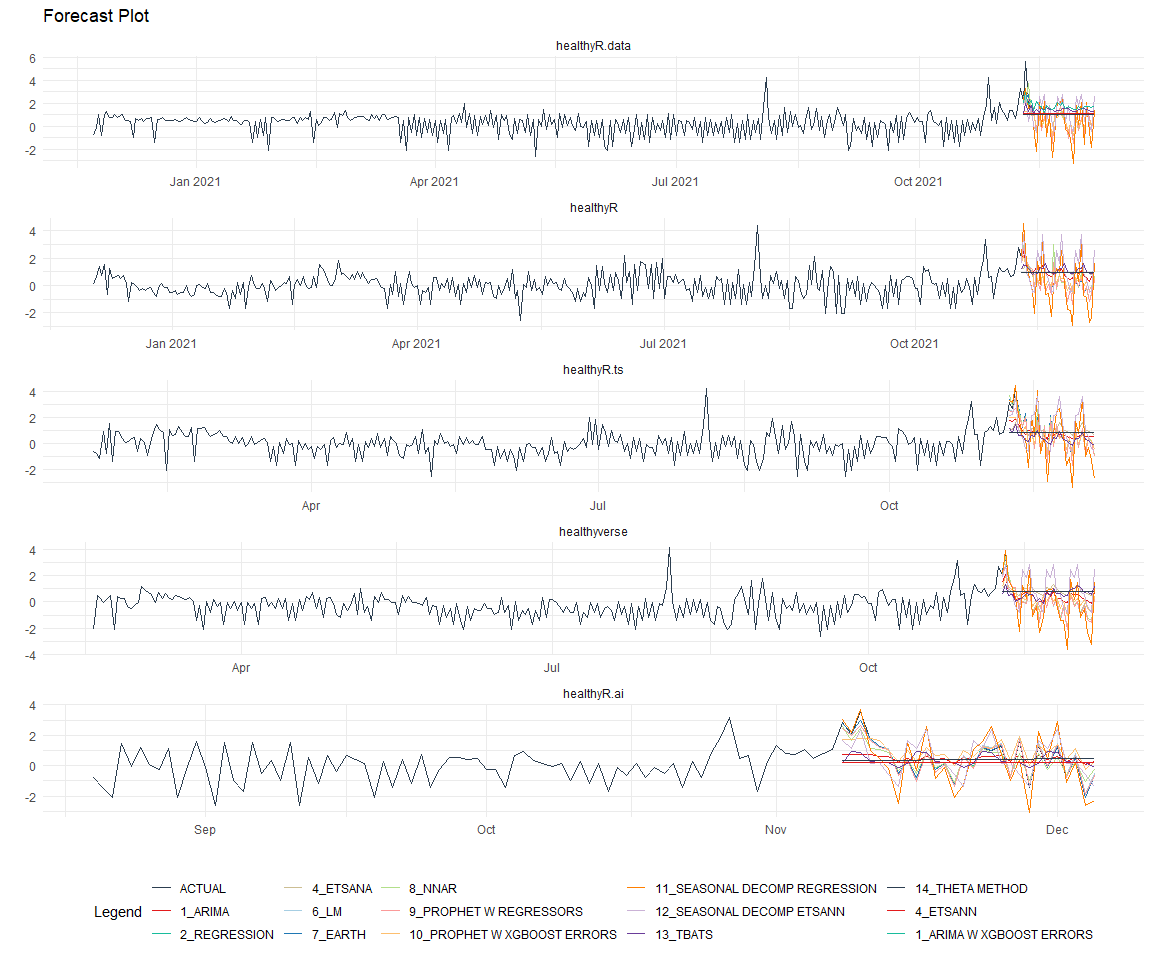 Forecast Plot
healthyR.data
6
4
2
0
-2
Jan 2021 Apr 2021 Jul 2021 Oct 2021
healthyR
4
2
0
-2
Jan 2021 Apr 2021 Jul 2021 Oct 2021
healthyR.ts
4
2
0
-2
Apr Jul Oct
healthyverse
4
2
0
-2
-4
Apr Jul Oct
healthyR.ai
4
2
0
-2
Sep Oct Nov Dec
ACTUAL 4_ETSANA 8_NNAR 11_SEASONAL DECOMP REGRESSION 14_THETA METHOD
Legend 1_ARIMA 6_LM 9_PROPHET W REGRESSORS 12_SEASONAL DECOMP ETSANN 4_ETSANN
2_REGRESSION 7_EARTH 10_PROPHET W XGBOOST ERRORS 13_TBATS 1_ARIMA W XGBOOST ERRORS